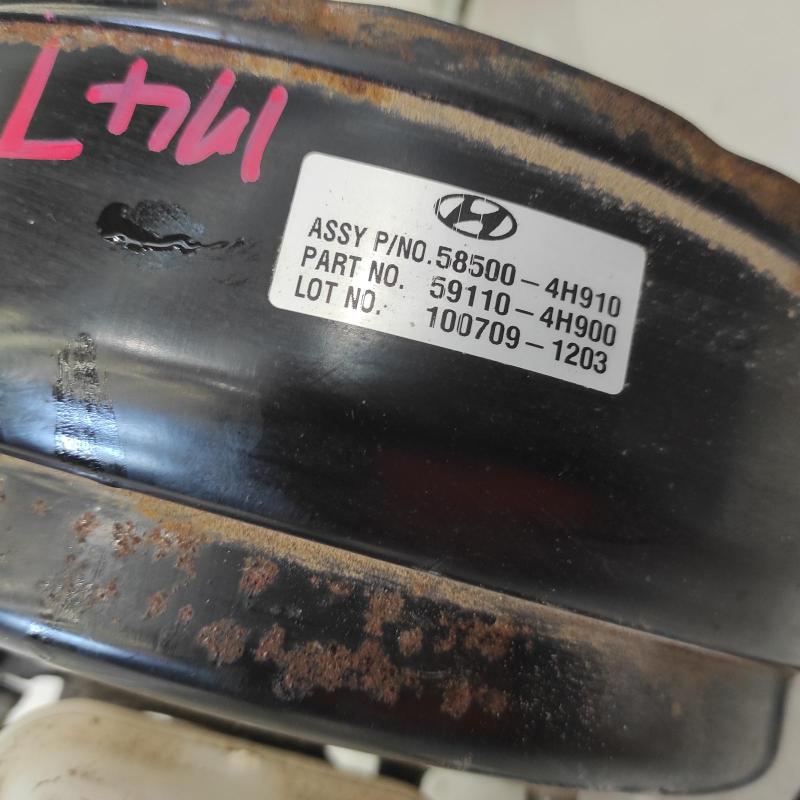 ASSY P/NO. 58500-4H910
PART NO. 59110-4H900
LOT NO. 100709-1203